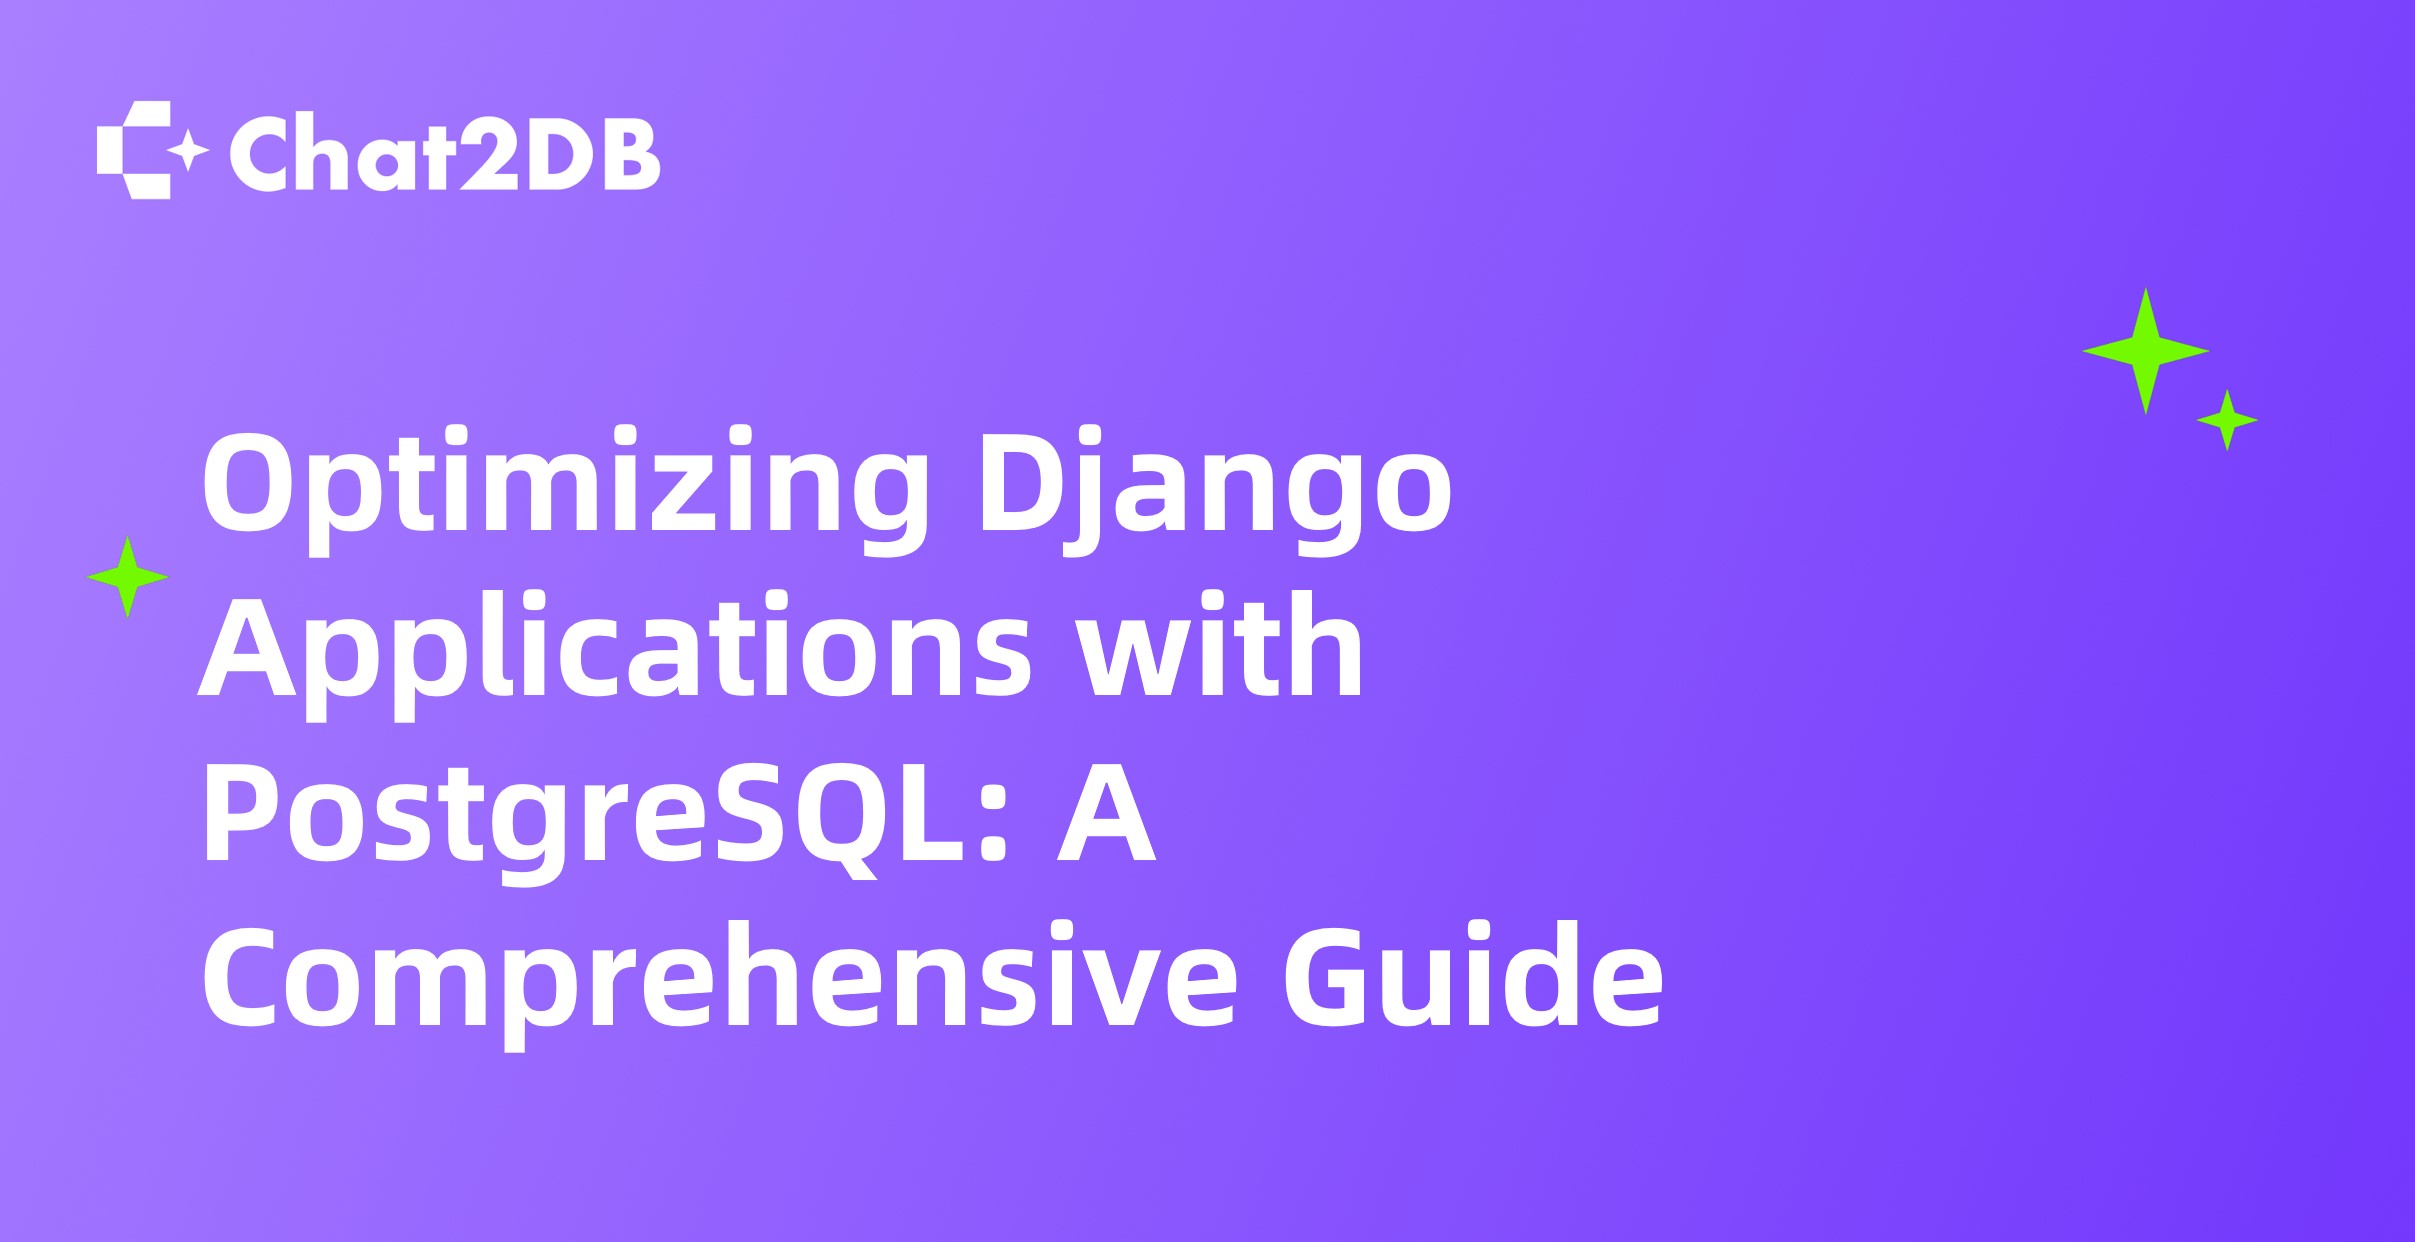 Chat2DB
Optimizing Django
Applications with
PostgreSQL: A
Comprehensive Guide